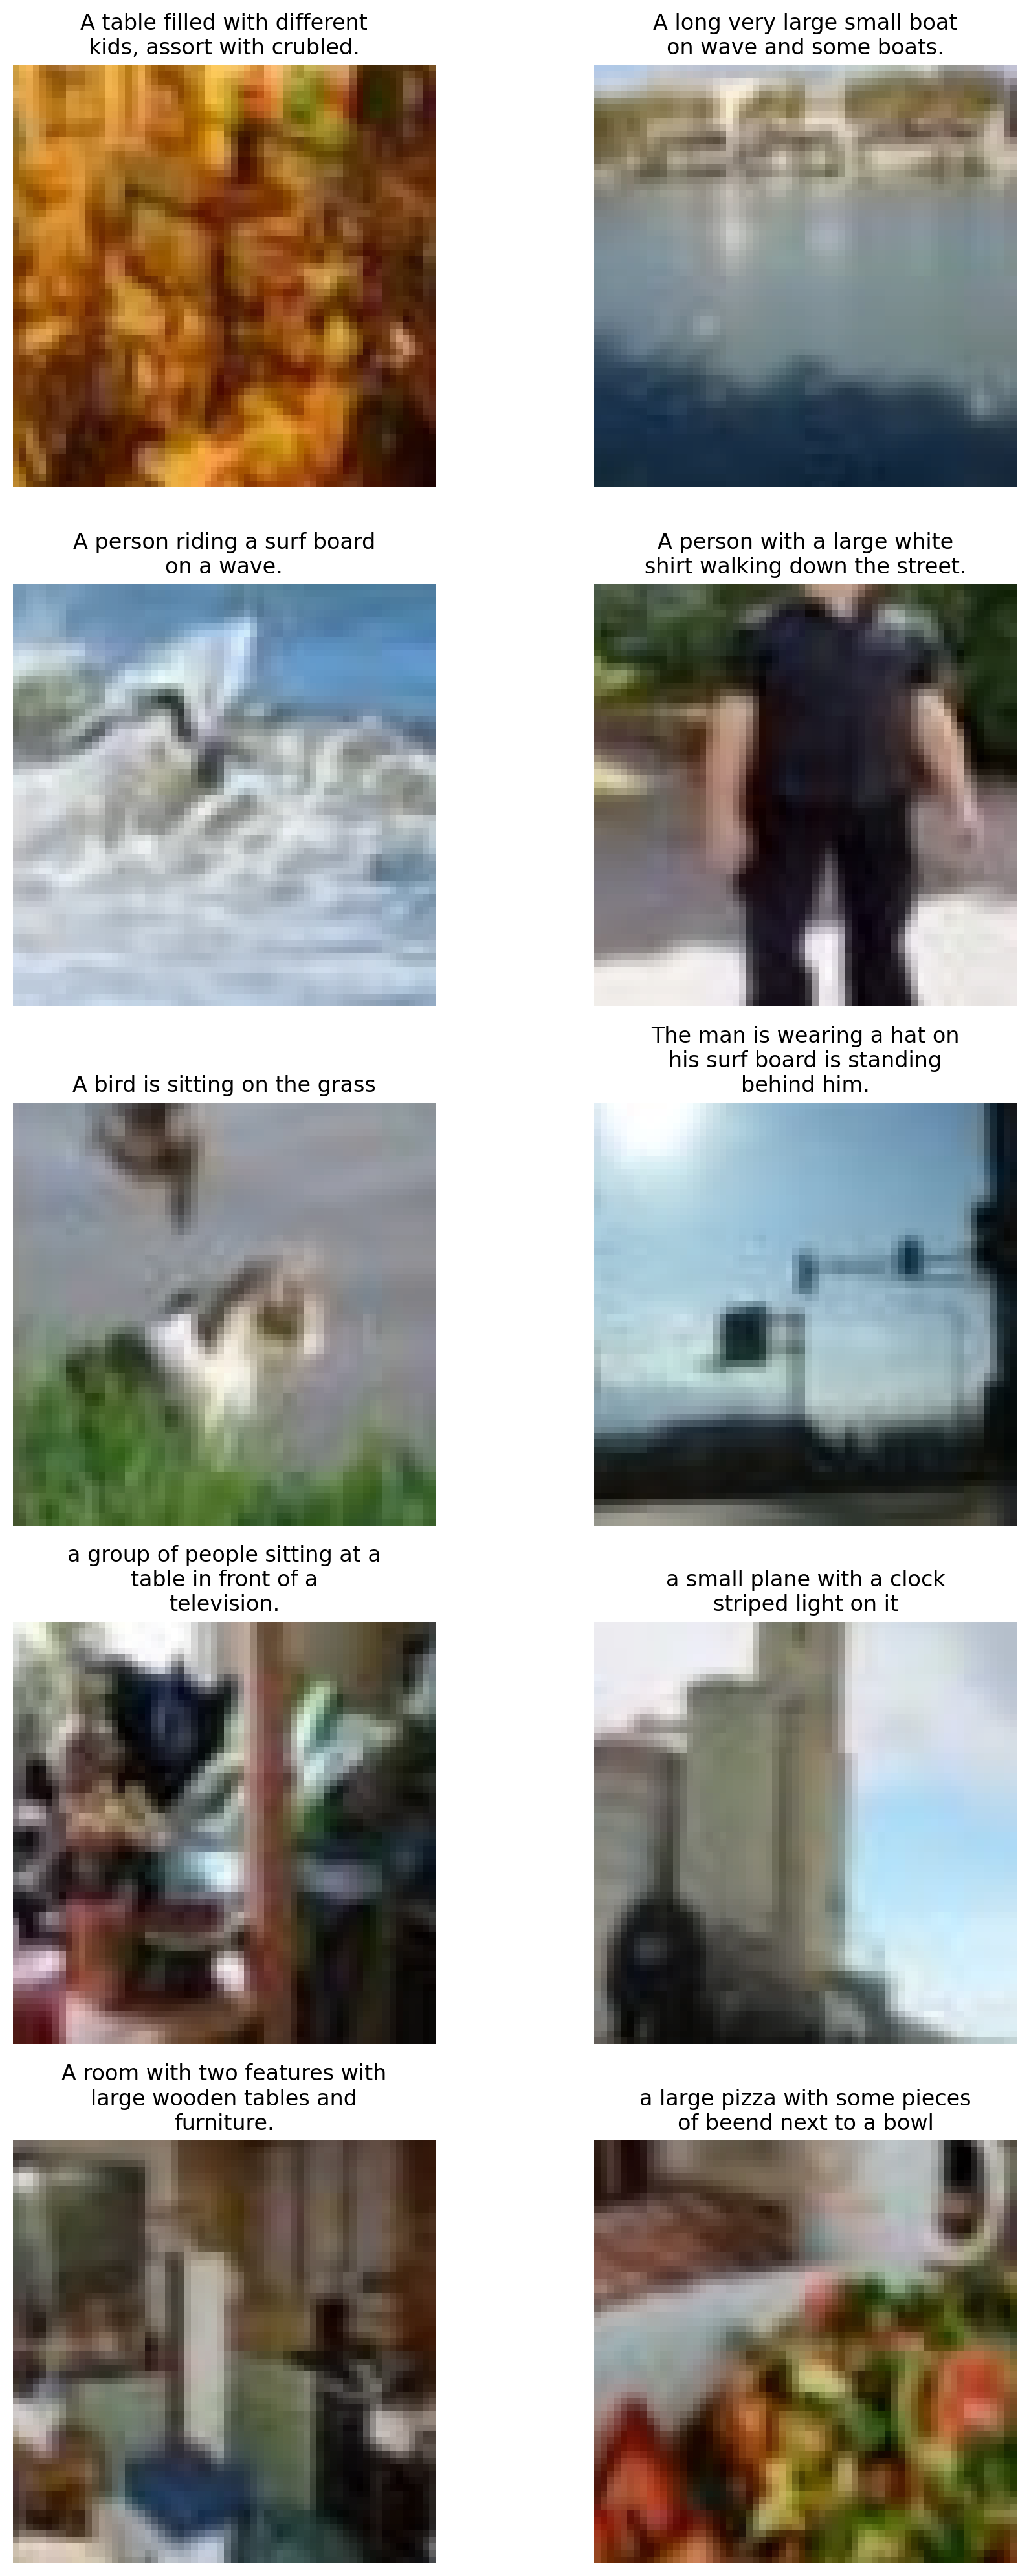 A table filled with different
kids, assort with crubled.
A long very large small boat
on wave and some boats.
A person riding a surf board
on a wave.
A person with a large white
shirt walking down the street.
A bird is sitting on the grass
The man is wearing a hat on
his surf board is standing
behind him.
a group of people sitting at a
table in front of a
television.
a small plane with a clock
striped light on it
A room with two features with
large wooden tables and
furniture.
a large pizza with some pieces
of beend next to a bowl